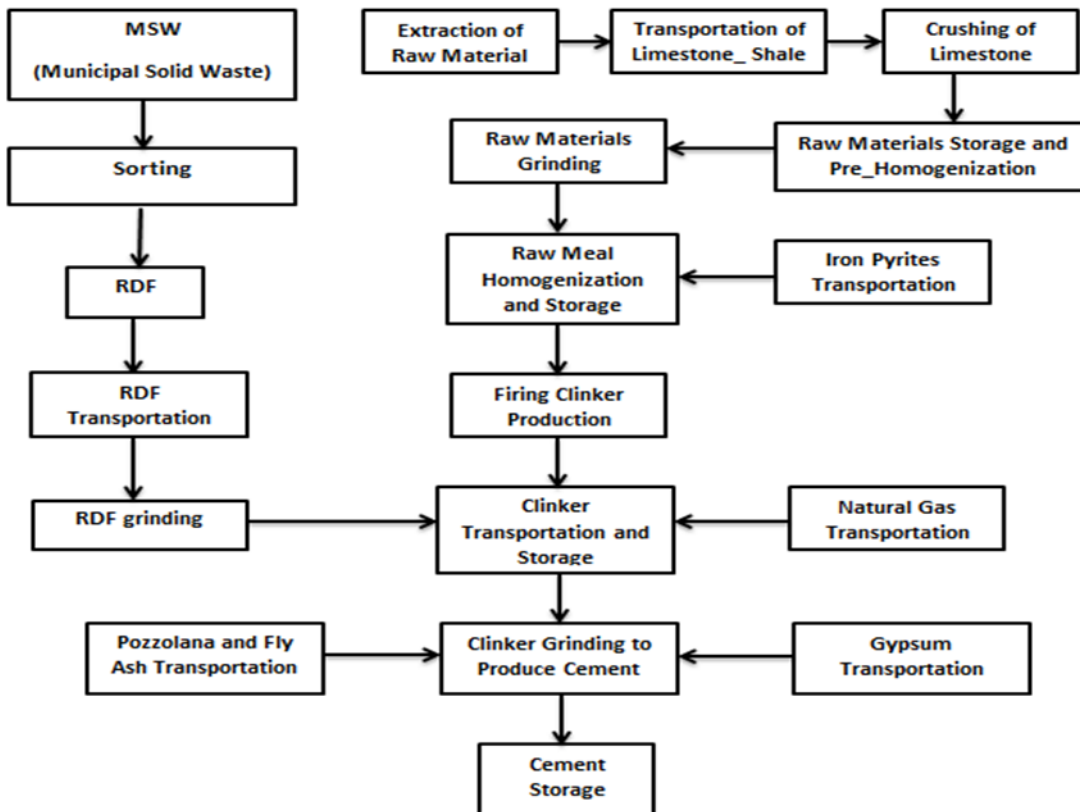 MSW
(Municipal Solid Waste)
Extraction of
Raw Material
Transportation of
Limestone_ Shale
Crushing of
Limestone
Sorting
Raw Materials
Grinding
Raw Materials Storage and
Pre_Homogenization
RDF
Raw Meal
Homogenization
and Storage
Iron Pyrites
Transportation
RDF
Transportation
Firing Clinker
Production
RDF grinding
Clinker
Transportation and
Storage
Natural Gas
Transportation
Pozzolana and Fly
Ash Transportation
Clinker Grinding to
Produce Cement
Gypsum
Transportation
Cement
Storage